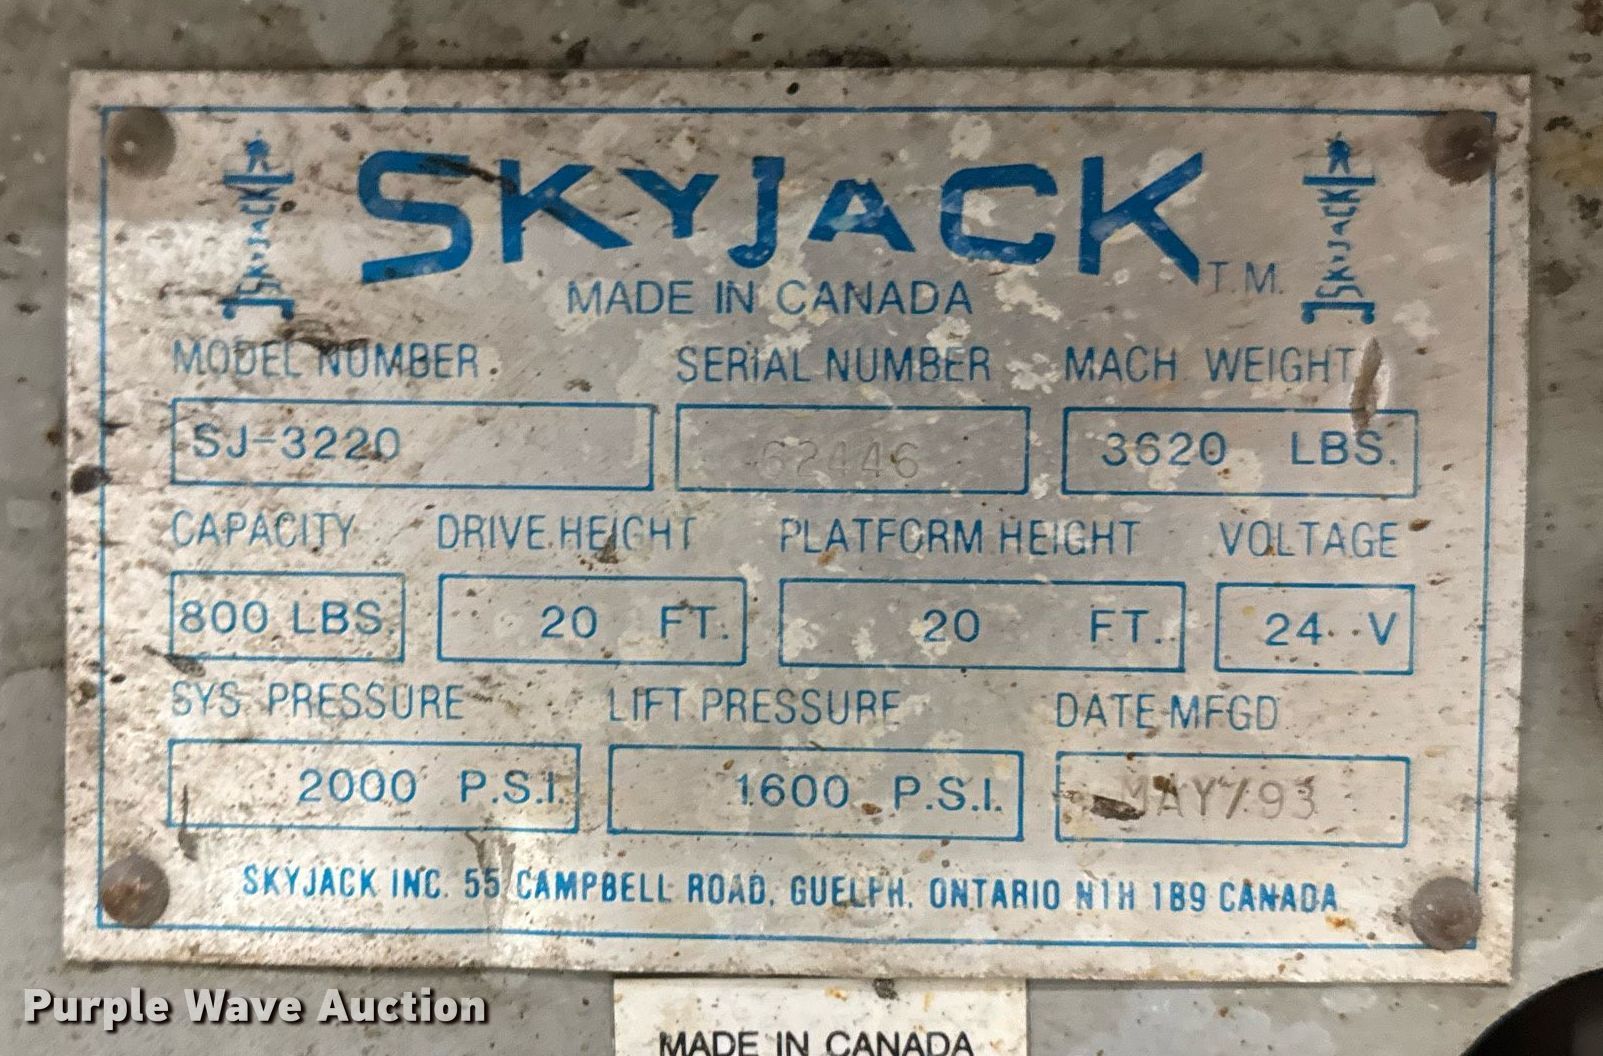 SKYJACK T.M.
SKYJACK
SKYJACK
MADE IN CANADA
MODEL NUMBER SERIAL NUMBER MACH WEIGHT
SJ-3220 62446 3620 LBS.
CAPACITY DRIVE HEIGHT PLATFORM HEIGHT VOLTAGE
800 LBS. 20 FT. 20 FT. 24 V
SYS PRESSURE LIFT PRESSURE DATE MFGD
2000 P.S.I. 1600 P.S.I. MAY/93
SKYJACK INC. 55 CAMPBELL ROAD, GUELPH, ONTARIO N1H 1B9 CANADA
Purple Wave Auction
MADE IN CANADA